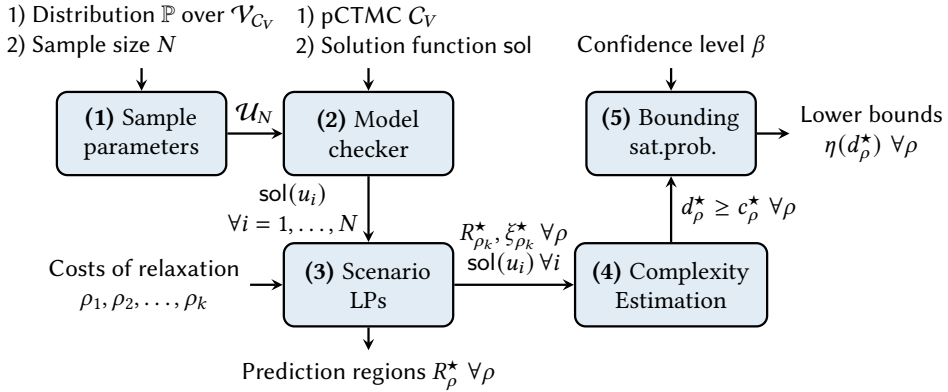 1) Distribution ℙ over 𝒱_{𝒞_V}
2) Sample size N
1) pCTMC 𝒞_V
2) Solution function sol
Confidence level β
(1) Sample
parameters
𝒰_N
(2) Model
checker
(5) Bounding
sat.prob.
Lower bounds
η(d*_ρ) ∀ρ
sol(u_i)
∀i = 1, . . . , N
d*_ρ ≥ c*_ρ ∀ρ
Costs of relaxation
ρ_1, ρ_2, . . . , ρ_k
(3) Scenario
LPs
R*_{ρ_k}, ξ*_{ρ_k} ∀ρ
sol(u_i) ∀i
(4) Complexity
Estimation
Prediction regions R*_ρ ∀ρ